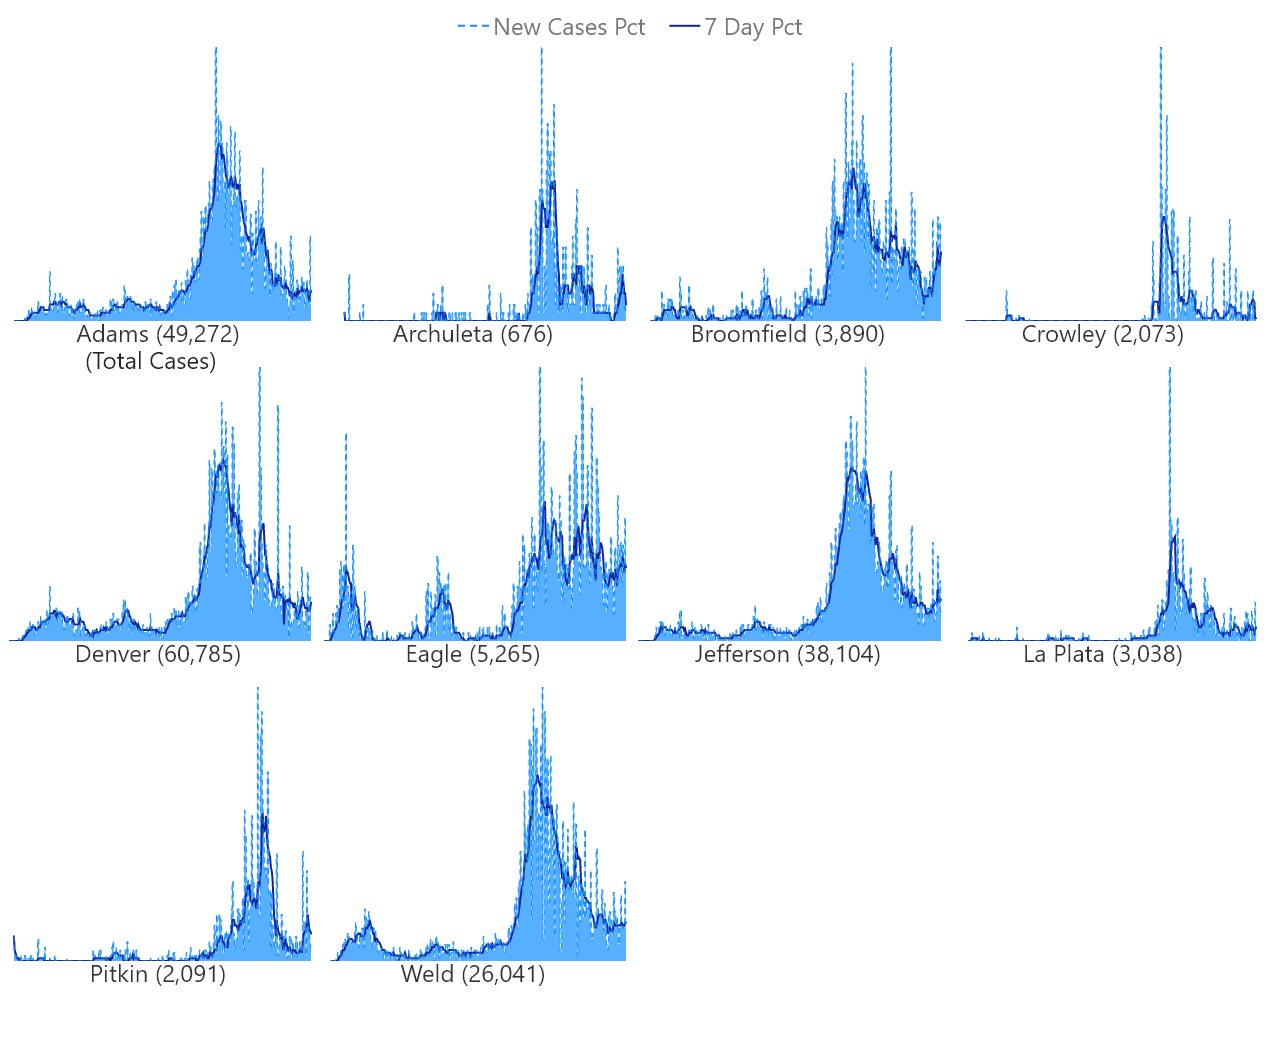 New Cases Pct 7 Day Pct
Adams (49,272)
(Total Cases)
Archuleta (676)
Broomfield (3,890)
Crowley (2,073)
Denver (60,785)
Eagle (5,265)
Jefferson (38,104)
La Plata (3,038)
Pitkin (2,091)
Weld (26,041)